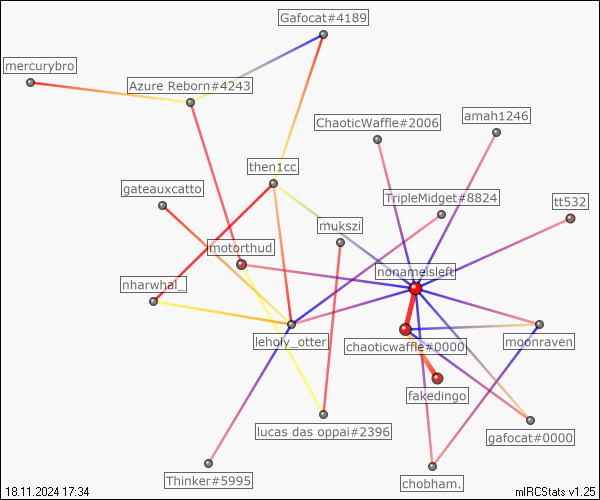 Gafocat#4189
mercurybro
Azure Reborn#4243
ChaoticWaffle#2006
amah1246
then1cc
gateauxcatto
TripleMidget#8824
tt532
mukszi
motorthud
nonameisleft
nharwhal_
leholy_otter
chaoticwaffle#0000
moonraven
fakedingo
lucas das oppai#2396
gafocat#0000
Thinker#5995
chobham.
18.11.2024 17:34
mIRCStats v1.25